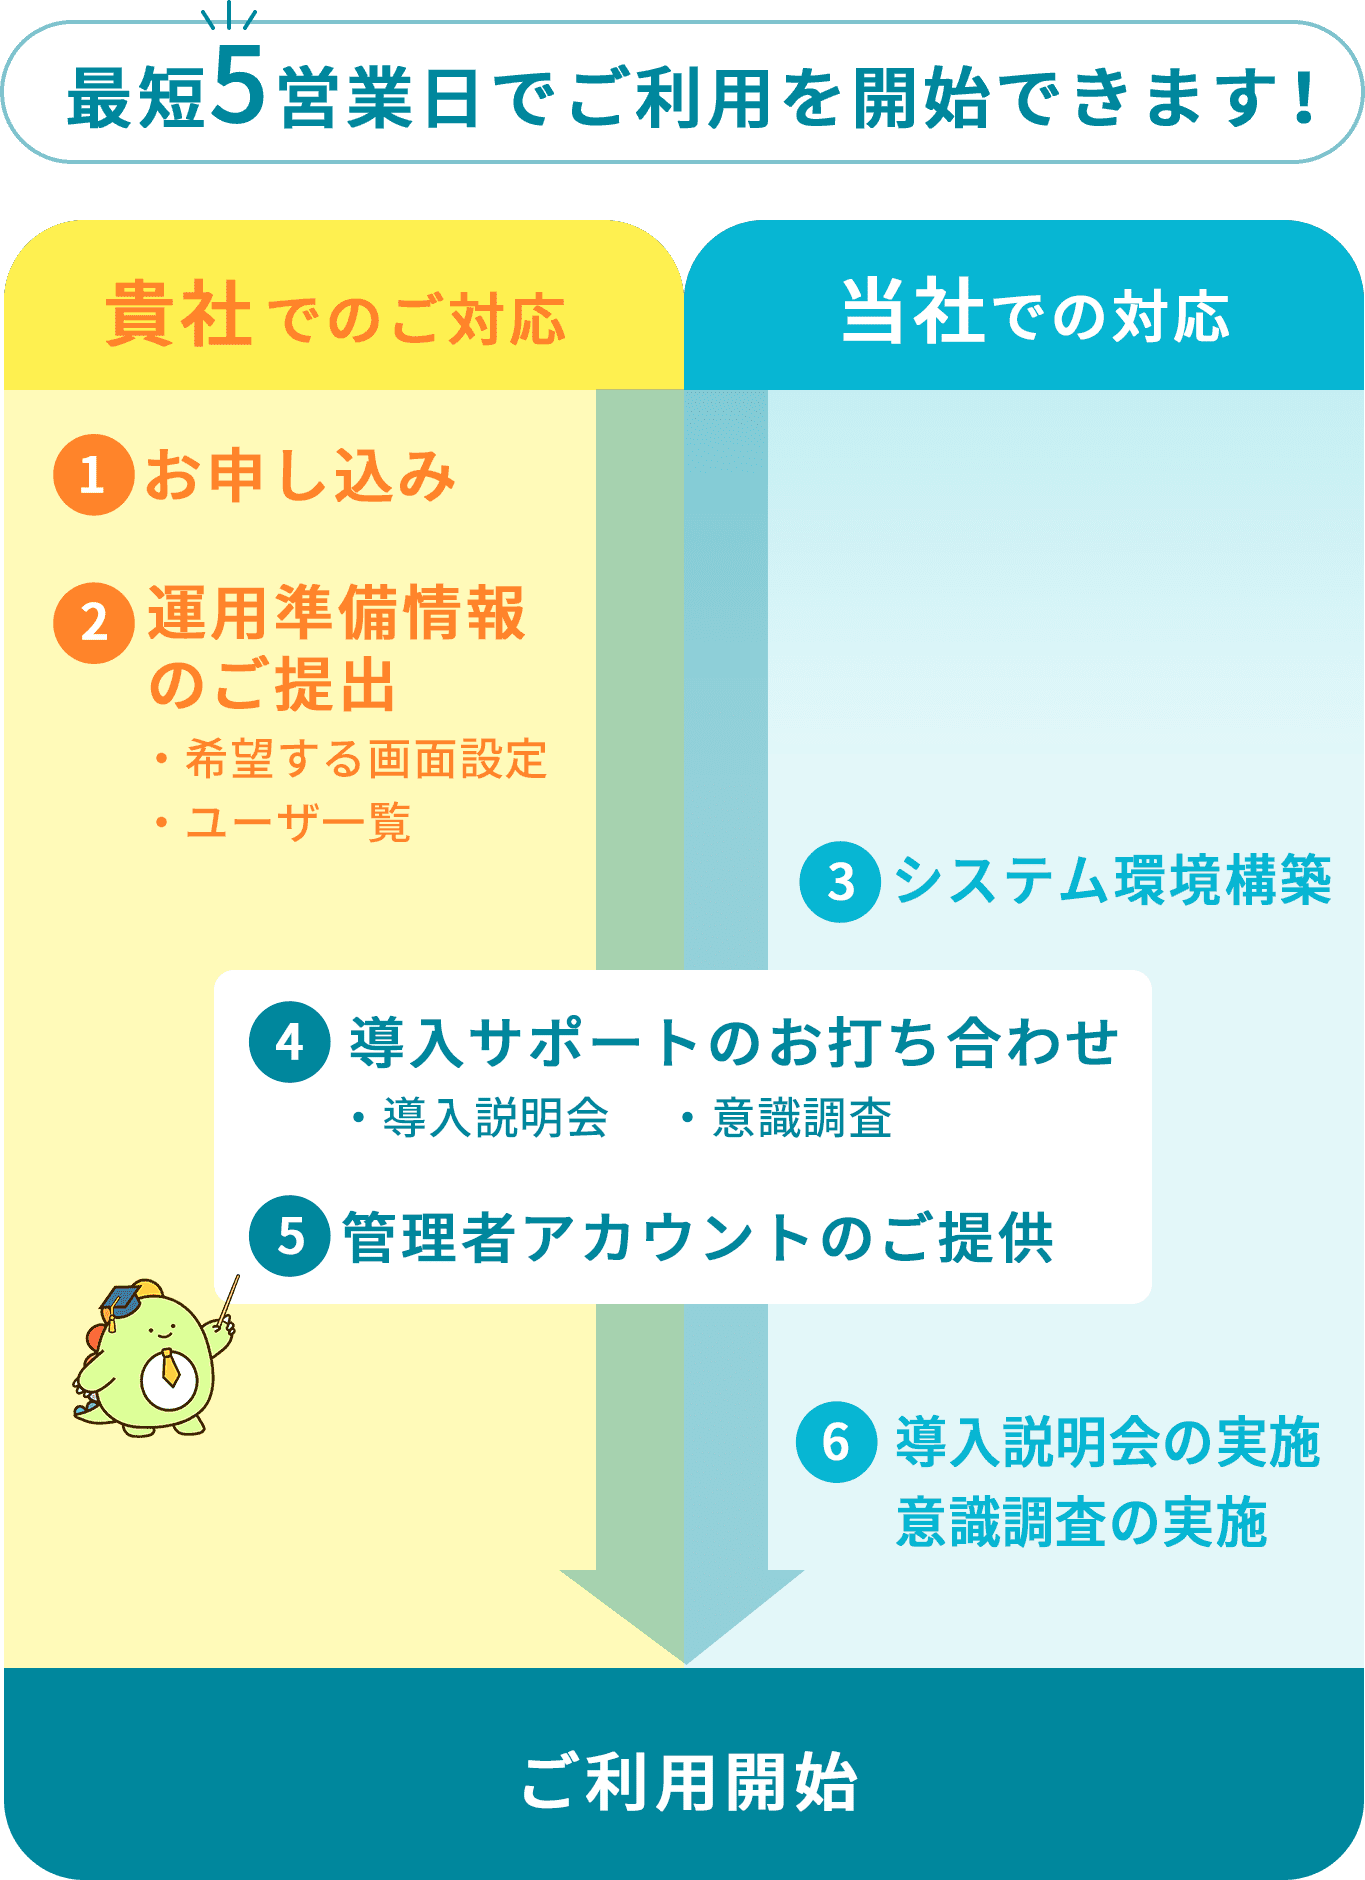 最短5営業日でご利用を開始できます！
貴社でのご対応
当社での対応
1 お申し込み
2 運用準備情報
のご提出
・希望する画面設定
・ユーザ一覧
3 システム環境構築
4 導入サポートのお打ち合わせ
・導入説明会 ・意識調査
5 管理者アカウントのご提供
6 導入説明会の実施
意識調査の実施
ご利用開始